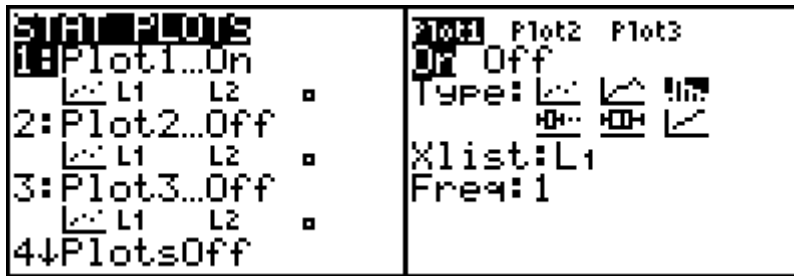 STAT PLOTS
1:Plot1…On
L1 L2
2:Plot2…Off
L1 L2
3:Plot3…Off
L1 L2
4↓PlotsOff
Plot1 Plot2 Plot3
On Off
Type:
Xlist:L1
Freq:1